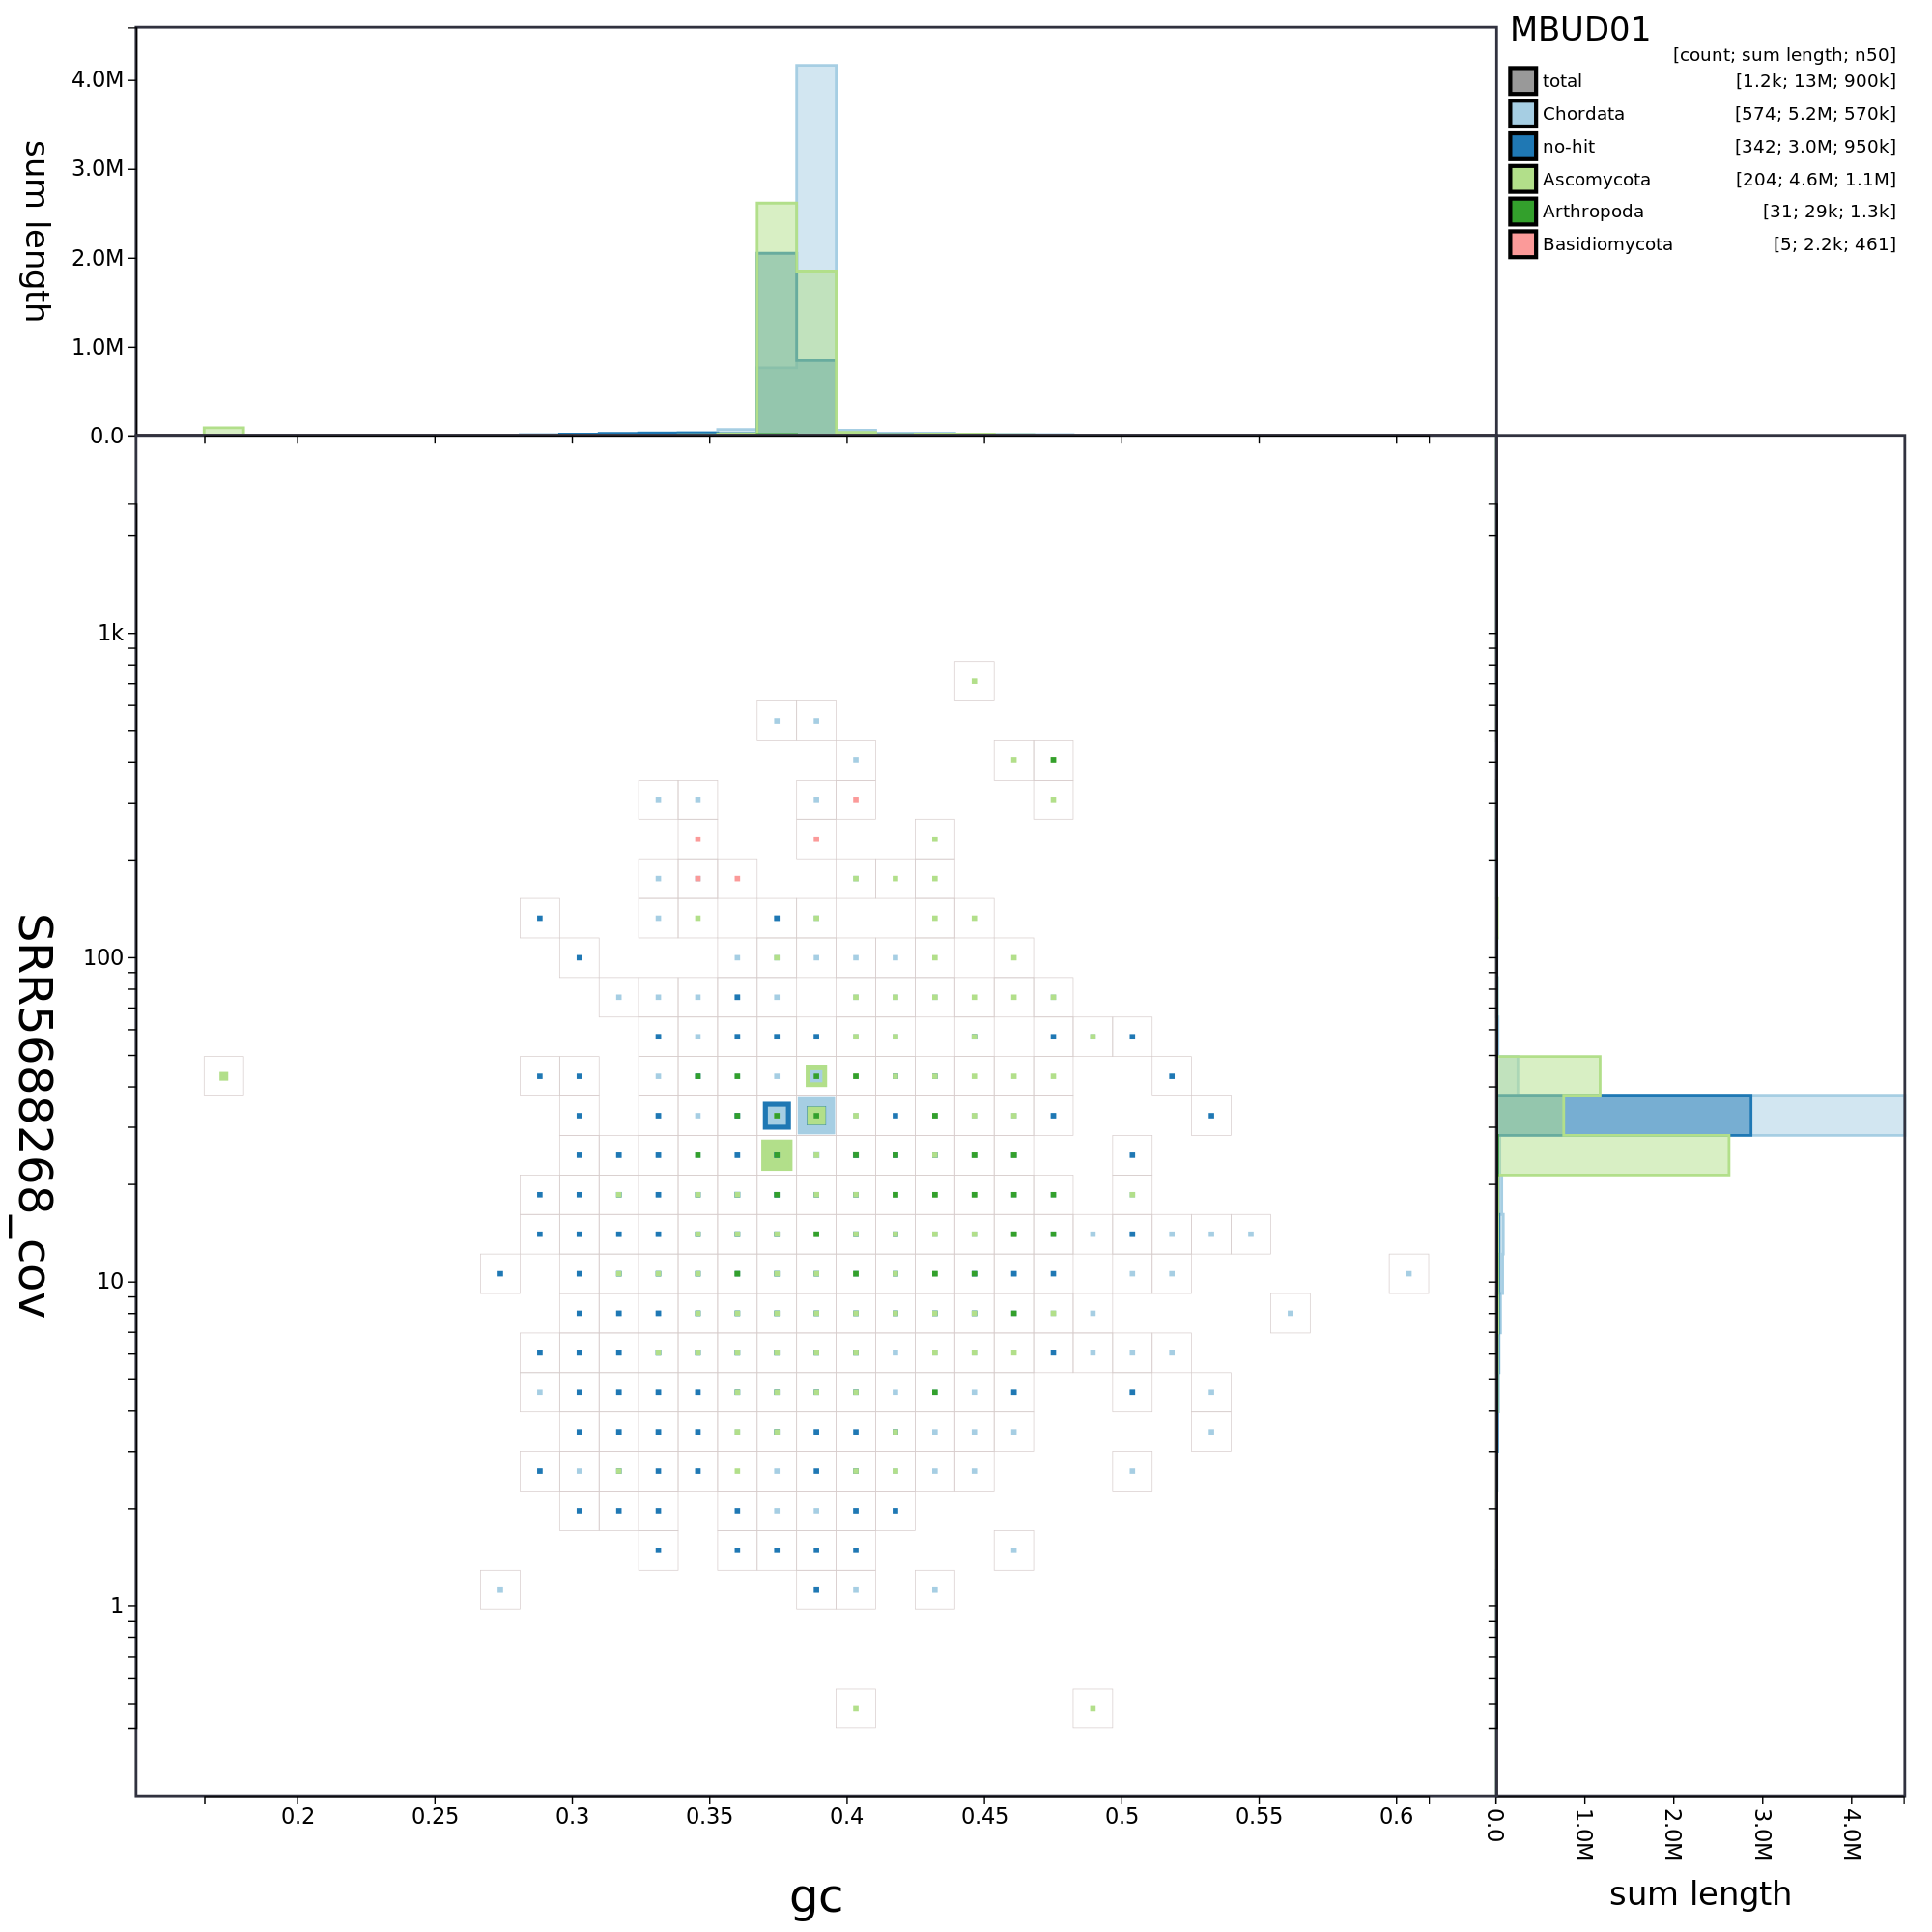 MBUD01
[count; sum length; n50]
total [1.2k; 13M; 900k]
Chordata [574; 5.2M; 570k]
no-hit [342; 3.0M; 950k]
Ascomycota [204; 4.6M; 1.1M]
Arthropoda [31; 29k; 1.3k]
Basidiomycota [5; 2.2k; 461]
sum length
4.0M
3.0M
2.0M
1.0M
0.0
SRR5688268_cov
1k
100
10
1
0.2 0.25 0.3 0.35 0.4 0.45 0.5 0.55 0.6
gc
0.0 1.0M 2.0M 3.0M 4.0M
sum length